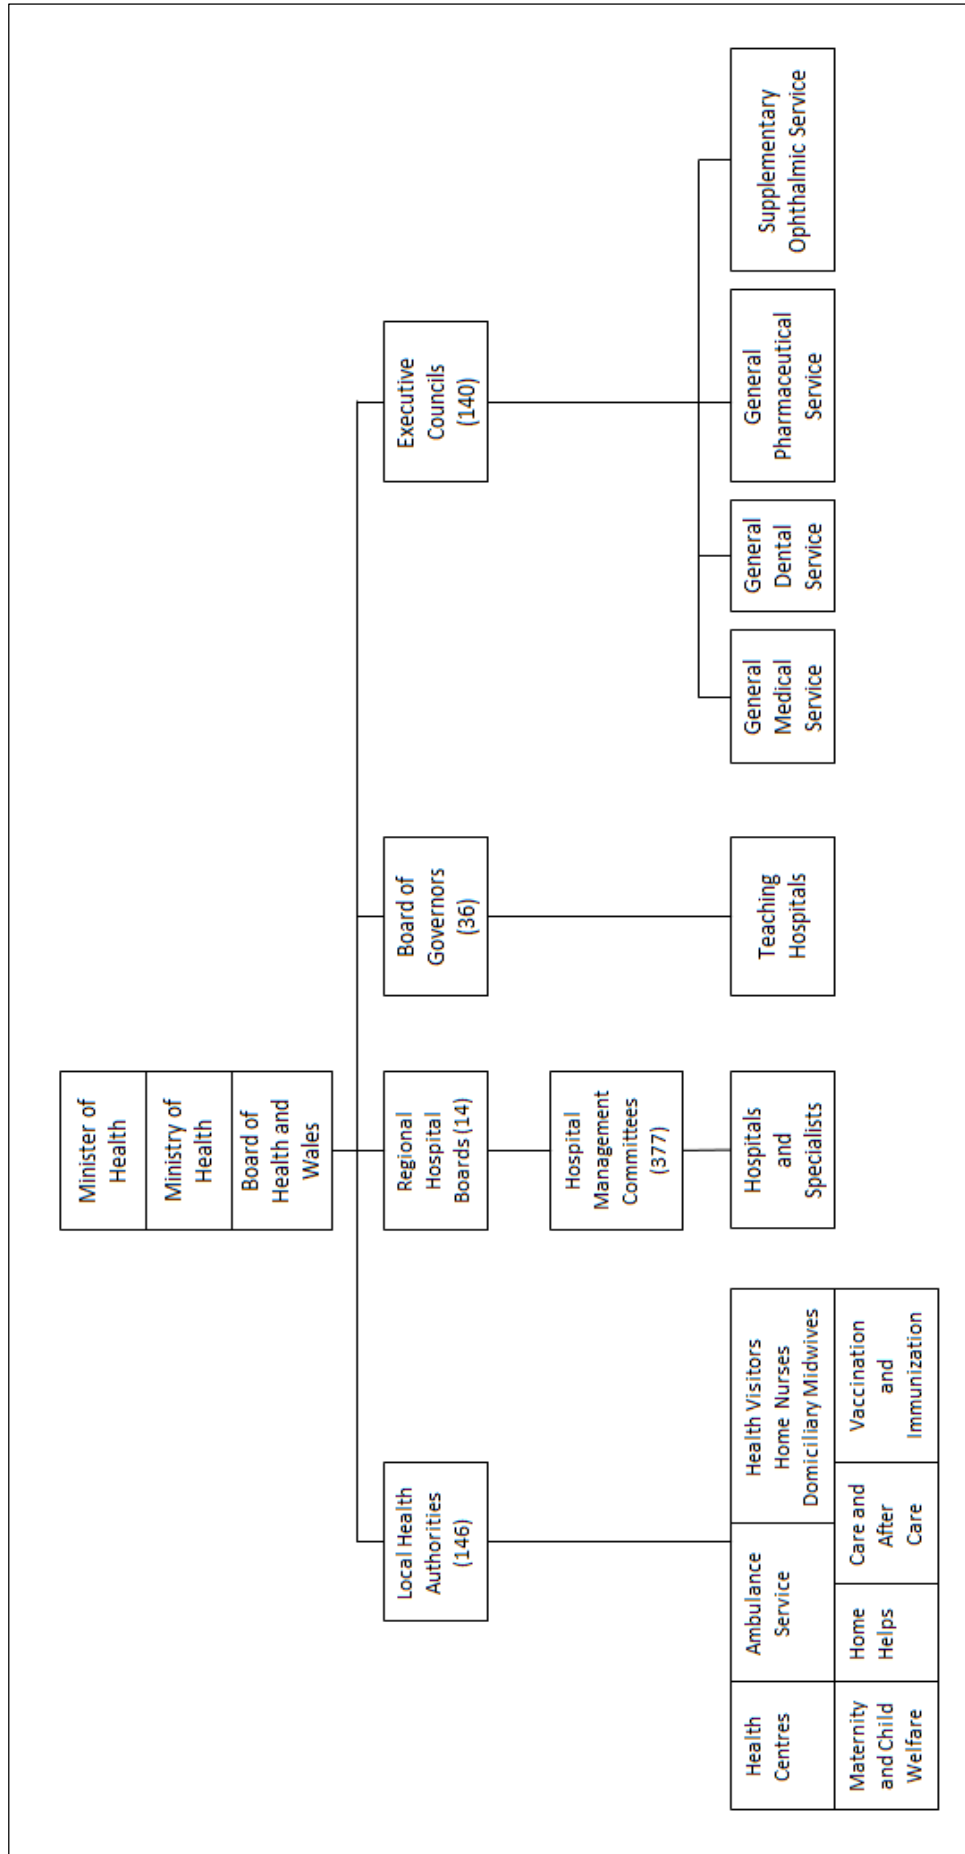 Minister of
Health
Ministry of
Health
Board of
Health and
Wales
Local Health
Authorities
(146)
Regional
Hospital
Boards (14)
Board of
Governors
(36)
Executive
Councils
(140)
Hospital
Management
Committees
(377)
Health
Centres
Ambulance
Service
Health Visitors
Home Nurses
Domiciliary Midwives
Maternity
and Child
Welfare
Home
Helps
Care and
After
Care
Vaccination
and
Immunization
Hospitals
and
Specialists
Teaching
Hospitals
General
Medical
Service
General
Dental
Service
General
Pharmaceutical
Service
Supplementary
Ophthalmic Service